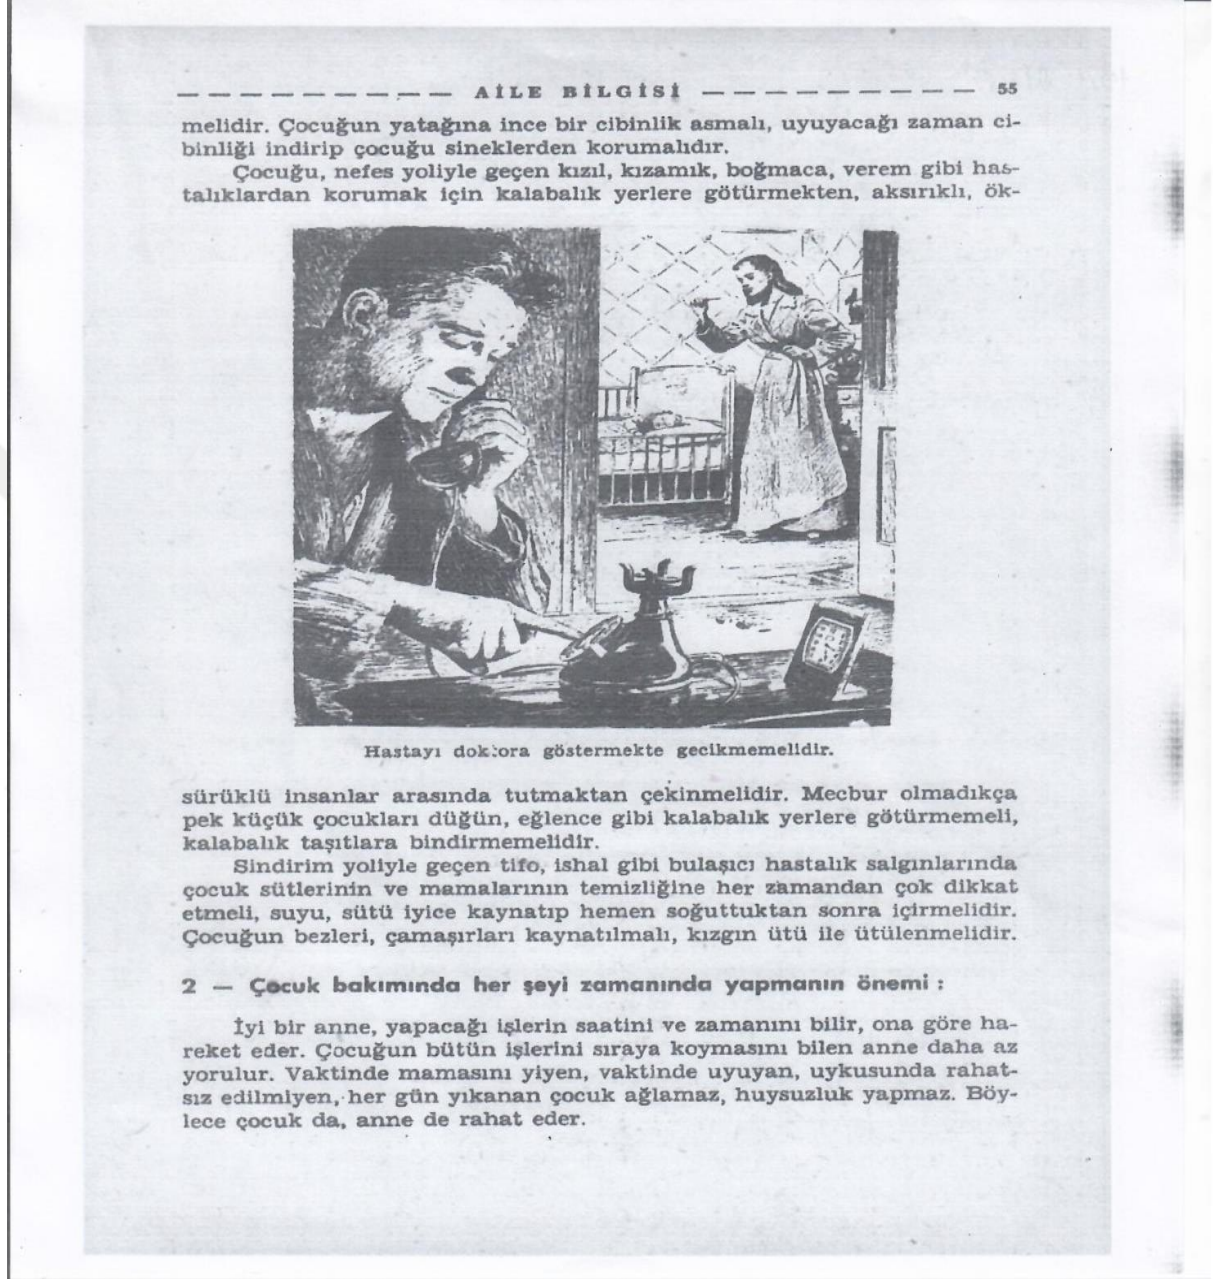 AİLE BİLGİSİ 55
melidir. Çocuğun yatağına ince bir cibinlik asmalı, uyuyacağı zaman ci-
binliği indirip çocuğu sineklerden korumalıdır.
Çocuğu, nefes yoliyle geçen kızıl, kızamık, boğmaca, verem gibi has-
talıklardan korumak için kalabalık yerlere götürmekten, aksırıklı, ök-
Hastayı doktora göstermekte gecikmemelidir.
sürüklü insanlar arasında tutmaktan çekinmelidir. Mecbur olmadıkça
pek küçük çocukları düğün, eğlence gibi kalabalık yerlere götürmemeli,
kalabalık taşıtlara bindirmemelidir.
Sindirim yoliyle geçen tifo, ishal gibi bulaşıcı hastalık salgınlarında
çocuk sütlerinin ve mamalarının temizliğine her zamandan çok dikkat
etmeli, suyu, sütü iyice kaynatıp hemen soğuttuktan sonra içirmelidir.
Çocuğun bezleri, çamaşırları kaynatılmalı, kızgın ütü ile ütülenmelidir.
2 — Çocuk bakımında her şeyi zamanında yapmanın önemi :
İyi bir anne, yapacağı işlerin saatini ve zamanını bilir, ona göre ha-
reket eder. Çocuğun bütün işlerini sıraya koymasını bilen anne daha az
yorulur. Vaktinde mamasını yiyen, vaktinde uyuyan, uykusunda rahat-
sız edilmiyen, her gün yıkanan çocuk ağlamaz, huysuzluk yapmaz. Böy-
lece çocuk da, anne de rahat eder.